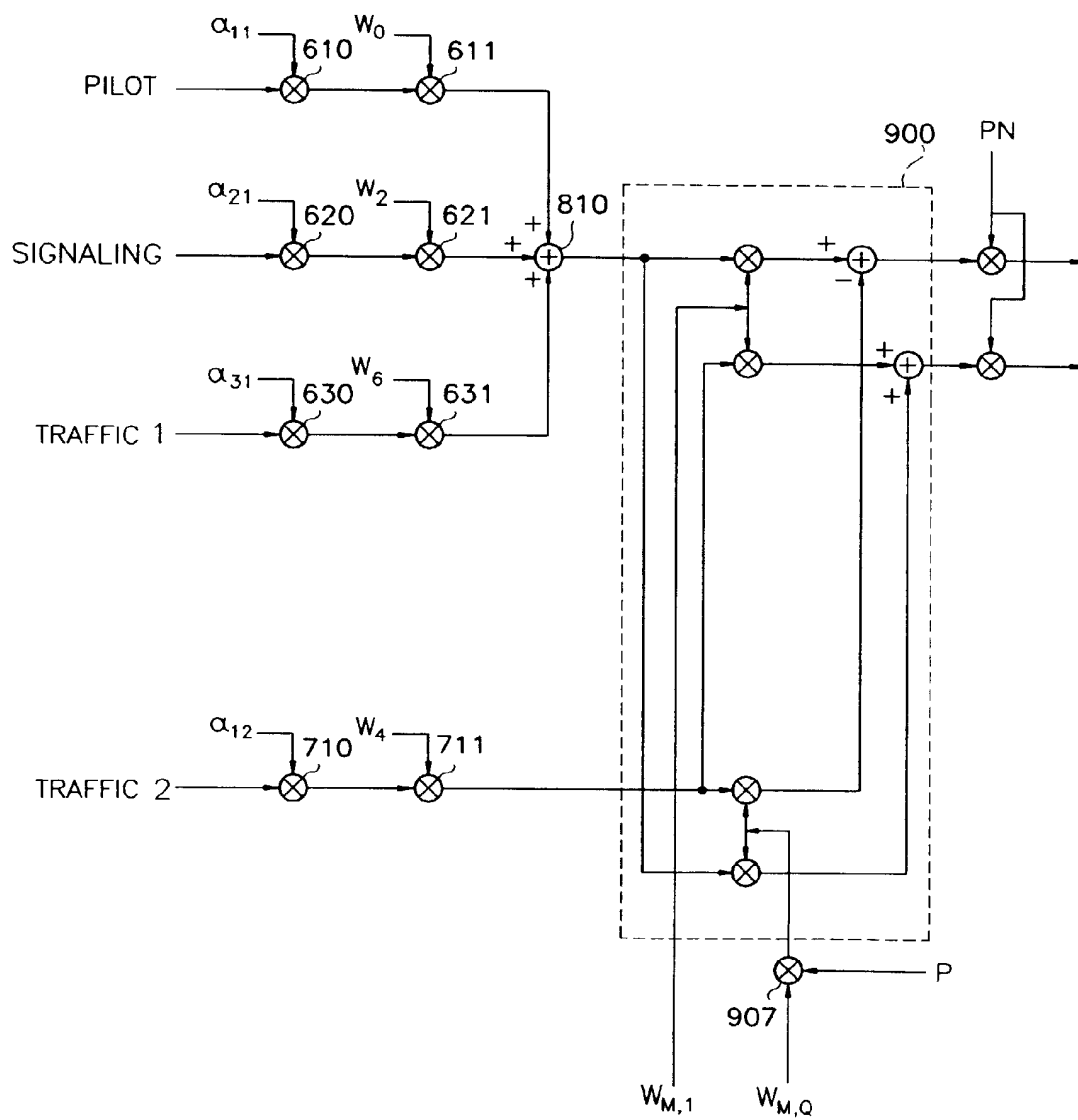 α11 W0
610 611
PILOT
900 PN
α21 W2
620 621 810
+
SIGNALING + + + −
+
α31 W6
630 631 + +
TRAFFIC 1
α12 W4
710 711
TRAFFIC 2
P
907
WM,1 WM,Q